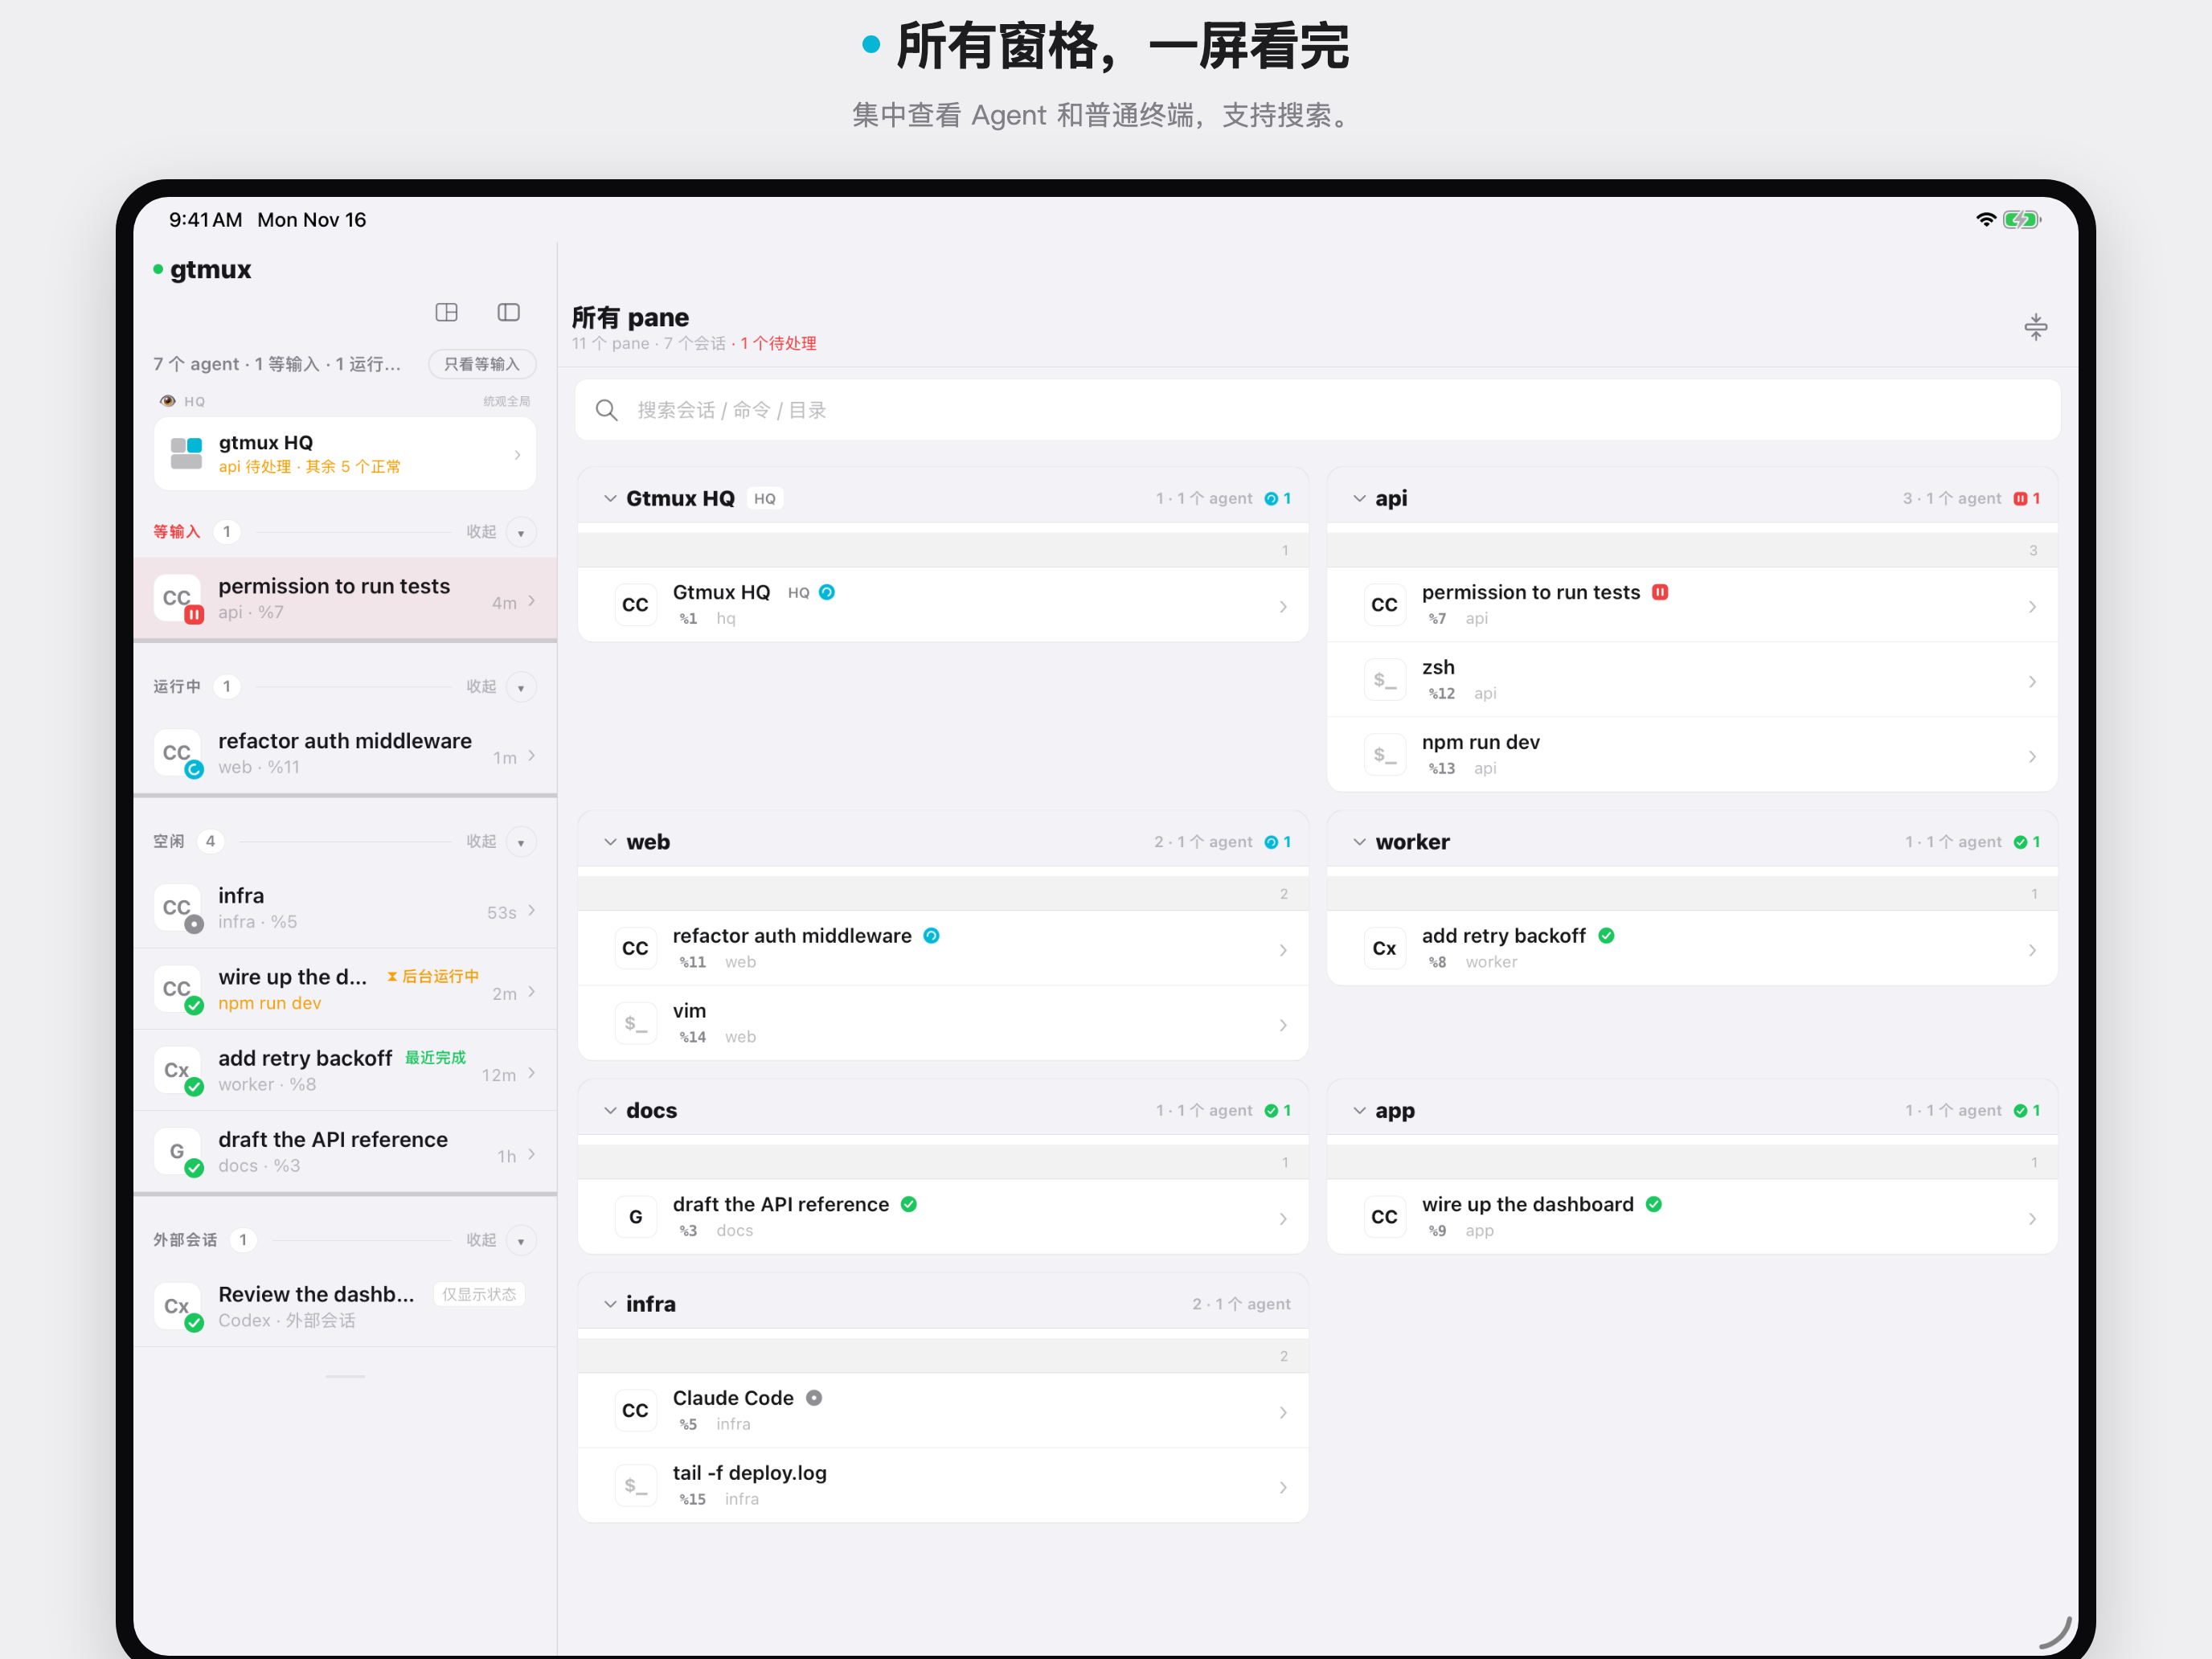 所有窗格，一屏看完
集中查看 Agent 和普通终端，支持搜索。
9:41 AM Mon Nov 16
gtmux
7 个 agent · 1 等输入 · 1 运行…
只看等输入
HQ
统观全局
gtmux HQ
api 待处理 · 其余 5 个正常
等输入 1 收起
CC
permission to run tests
api · %7
4m
运行中 1 收起
CC
refactor auth middleware
web · %11
1m
空闲 4 收起
CC
infra
infra · %5
53s
CC
wire up the d... 后台运行中
npm run dev
2m
Cx
add retry backoff 最近完成
worker · %8
12m
G
draft the API reference
docs · %3
1h
外部会话 1 收起
Cx
Review the dashb... 仅显示状态
Codex · 外部会话
所有 pane
11 个 pane · 7 个会话 · 1 个待处理
搜索会话 / 命令 / 目录
Gtmux HQ HQ 1 · 1 个 agent 1
1
CC
Gtmux HQ HQ
%1 hq
api 3 · 1 个 agent 1
3
CC
permission to run tests
%7 api
$_
zsh
%12 api
$_
npm run dev
%13 api
web 2 · 1 个 agent 1
2
CC
refactor auth middleware
%11 web
$_
vim
%14 web
worker 1 · 1 个 agent 1
1
Cx
add retry backoff
%8 worker
docs 1 · 1 个 agent 1
1
G
draft the API reference
%3 docs
app 1 · 1 个 agent 1
1
CC
wire up the dashboard
%9 app
infra 2 · 1 个 agent
2
CC
Claude Code
%5 infra
$_
tail -f deploy.log
%15 infra